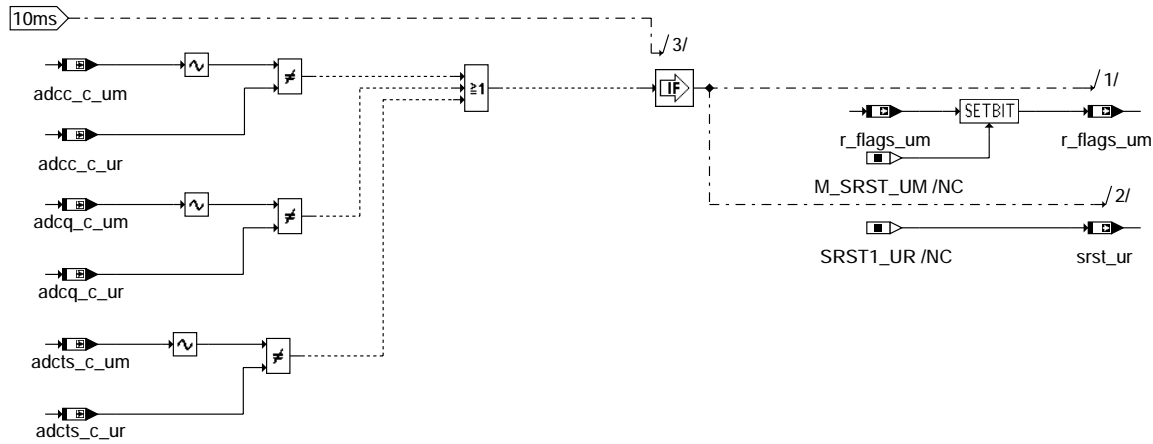 10ms
/3/
adcc_c_um
≠
≥1
IF
/1/
adcc_c_ur
r_flags_um
SETBIT
r_flags_um
M_SRST_UM /NC
adcq_c_um
≠
/2/
adcq_c_ur
SRST1_UR /NC
srst_ur
adcts_c_um
≠
adcts_c_ur